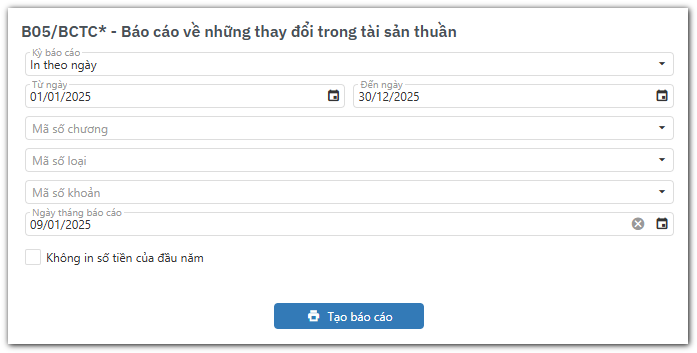 B05/BCTC* - Báo cáo về những thay đổi trong tài sản thuần
Kỳ báo cáo
In theo ngày
Từ ngày
01/01/2025
Đến ngày
30/12/2025
Mã số chương
Mã số loại
Mã số khoản
Ngày tháng báo cáo
09/01/2025
Không in số tiền của đầu năm
Tạo báo cáo